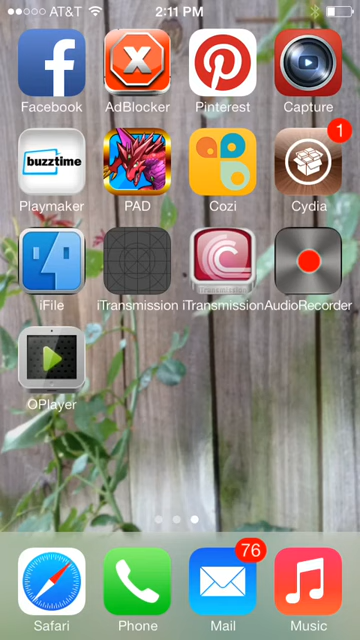 AT&T 2:11 PM
Facebook AdBlocker Pinterest Capture
buzztime 1
Playmaker PAD Cozi Cydia
iFile iTransmission iTransmission AudioRecorder
OPlayer
76
Safari Phone Mail Music